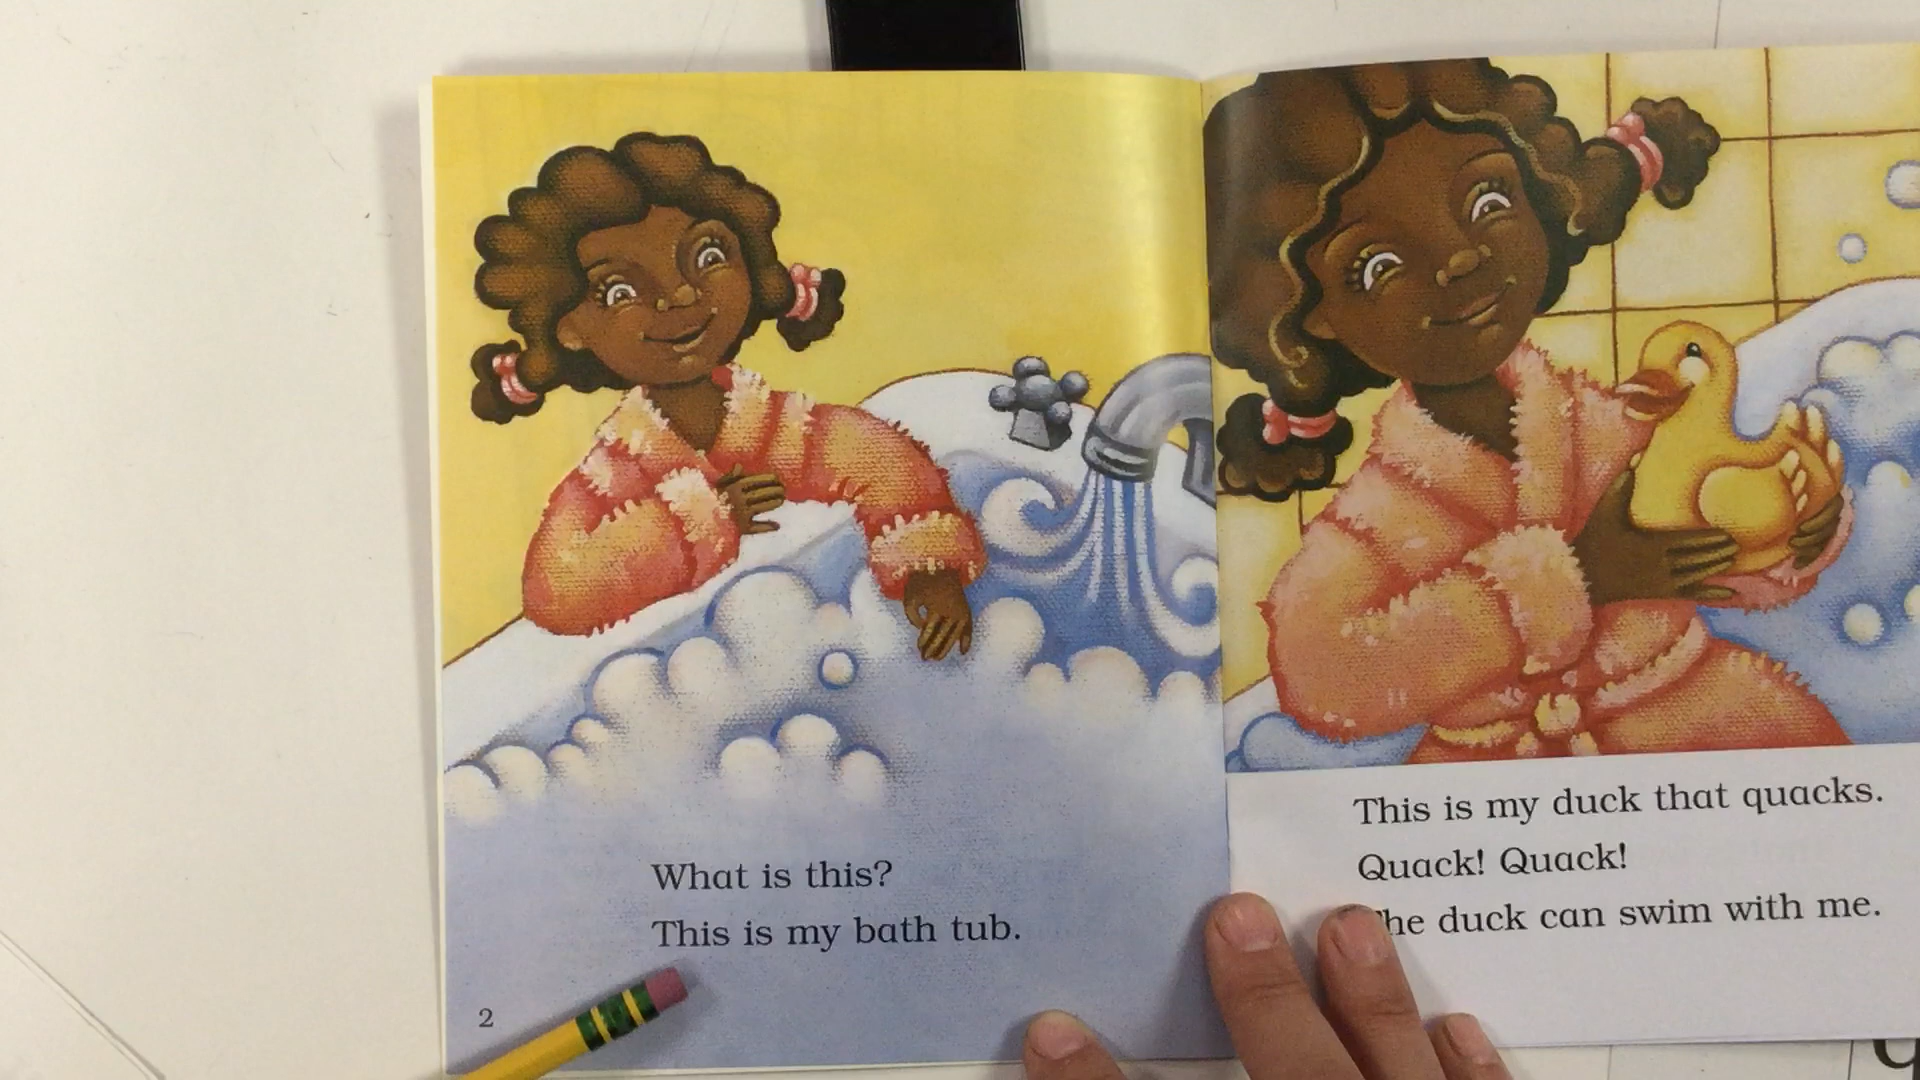 What is this?
This is my bath tub.
2
This is my duck that quacks.
Quack! Quack!
The duck can swim with me.